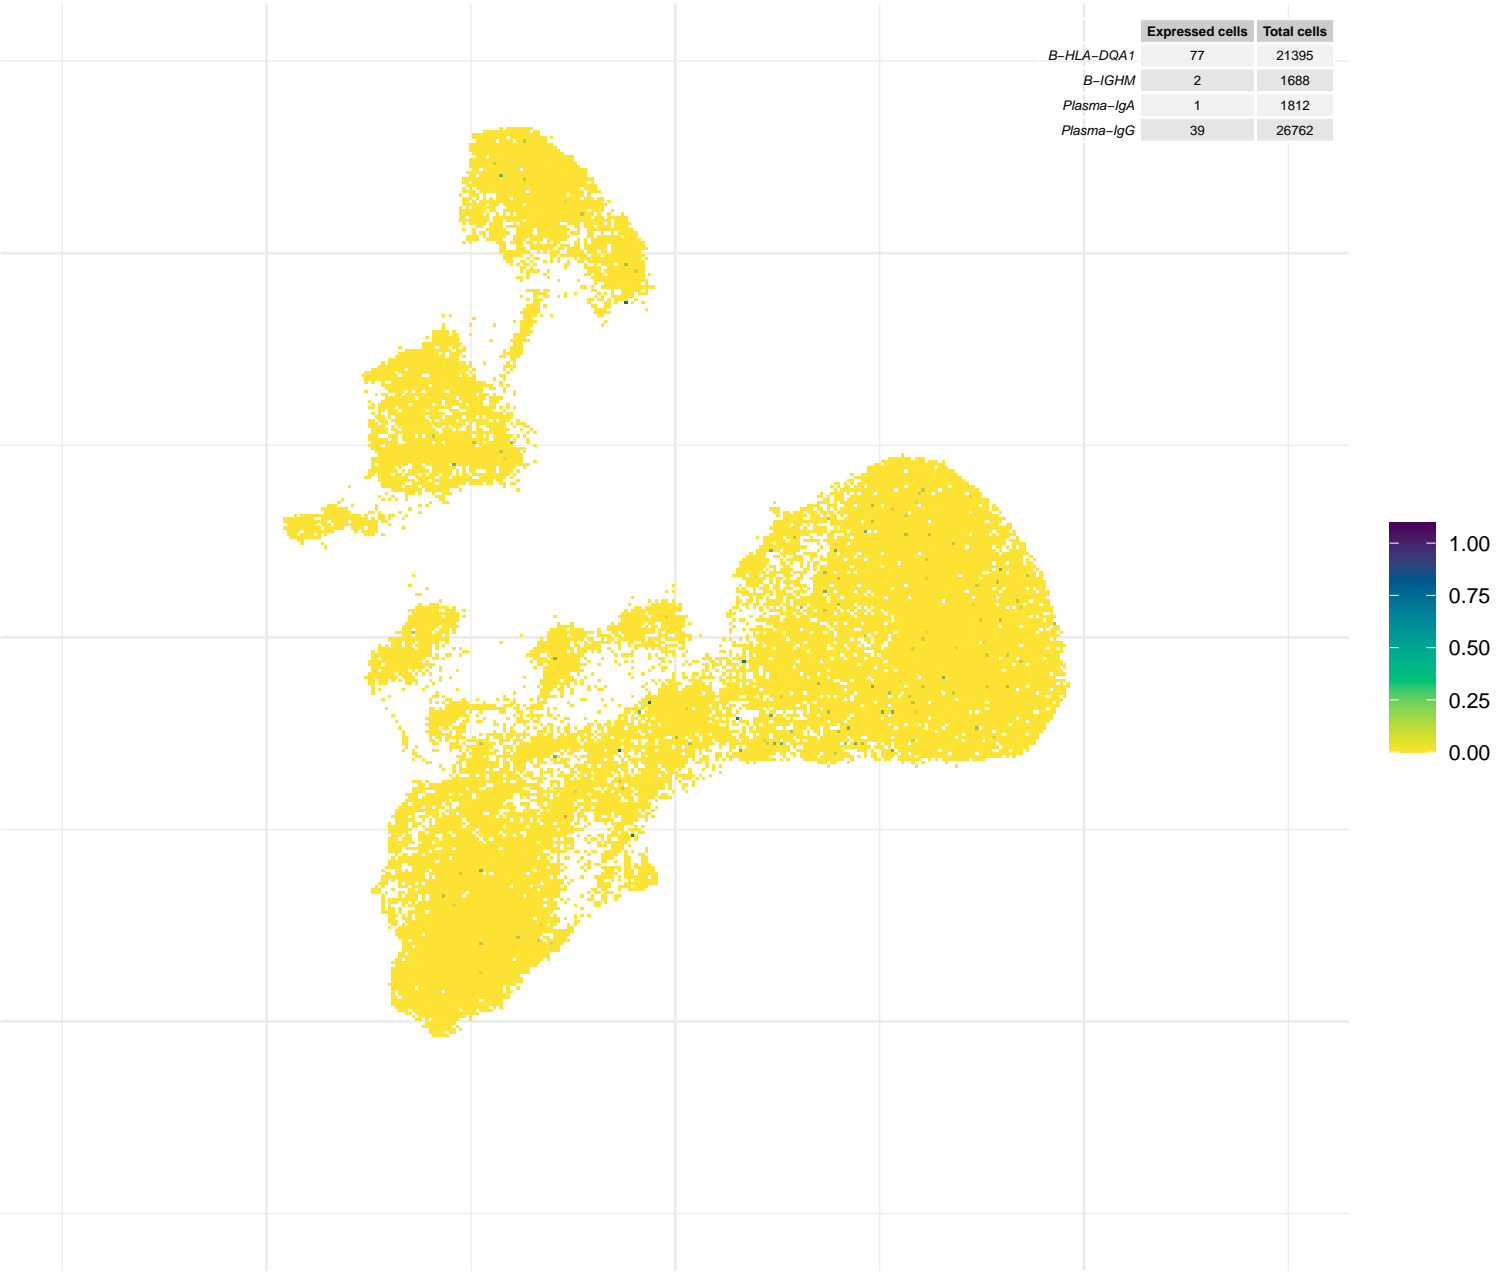 Expressed cells Total cells
B−HLA−DQA1 77 21395
B−IGHM 2 1688
Plasma−IgA 1 1812
Plasma−IgG 39 26762
1.00
0.75
0.50
0.25
0.00